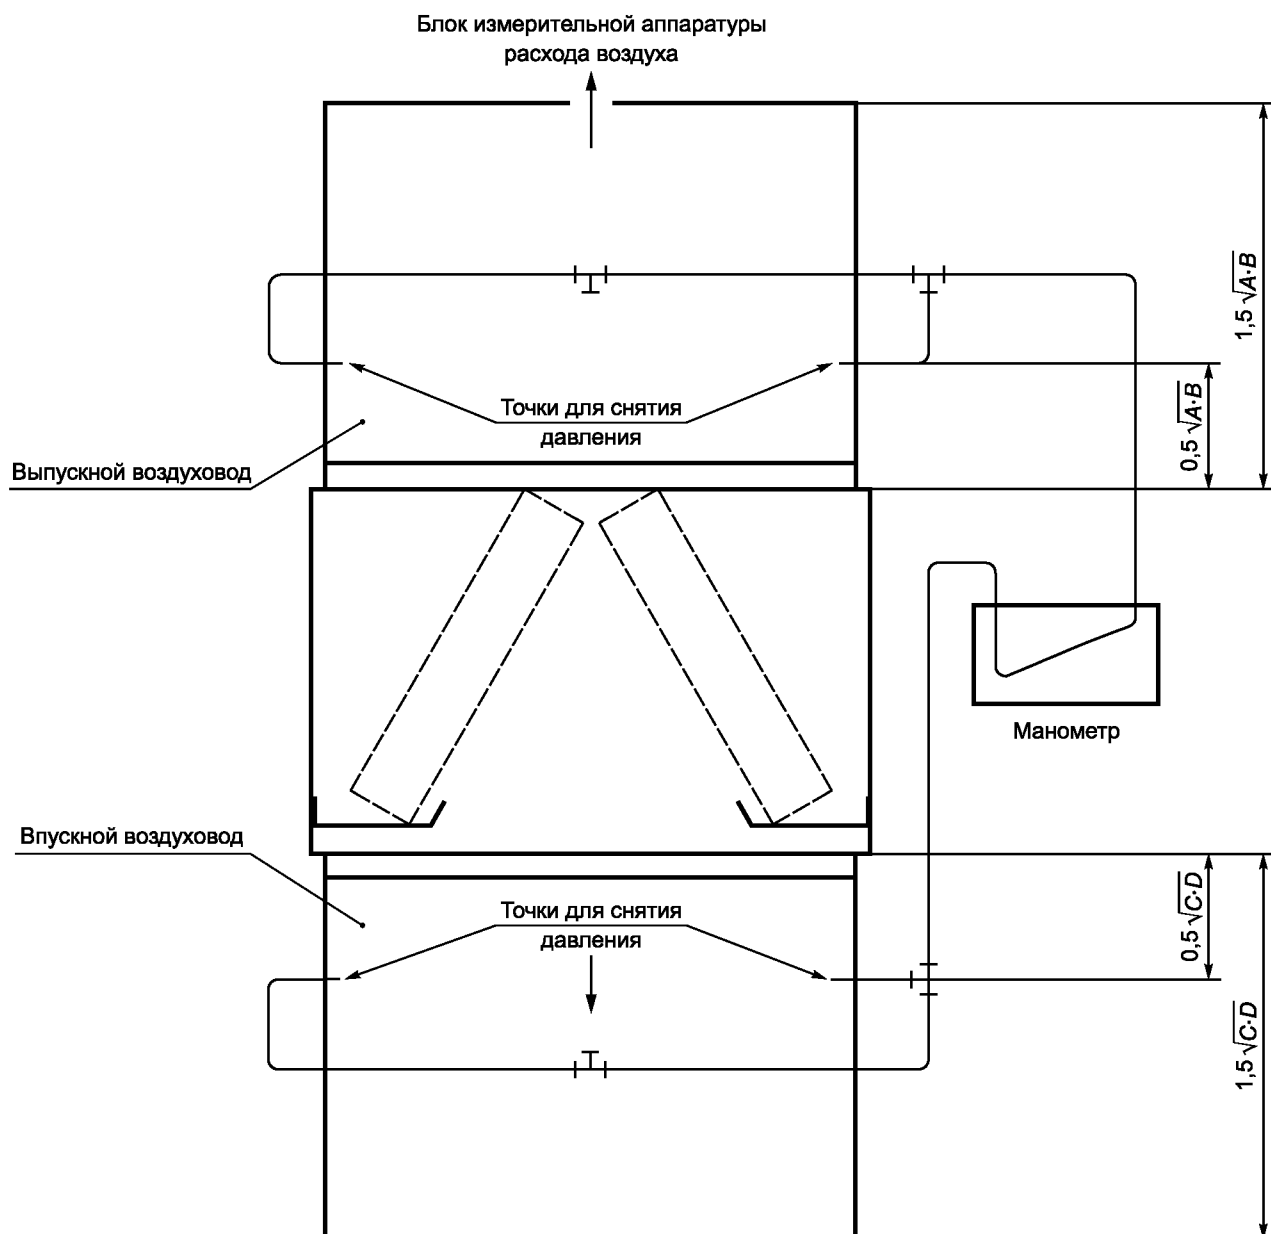 Блок измерительной аппаратуры
расхода воздуха
1,5 √A·B
0,5 √A·B
Точки для снятия
давления
Выпускной воздуховод
Манометр
Впускной воздуховод
Точки для снятия
давления
0,5 √C·D
1,5 √C·D